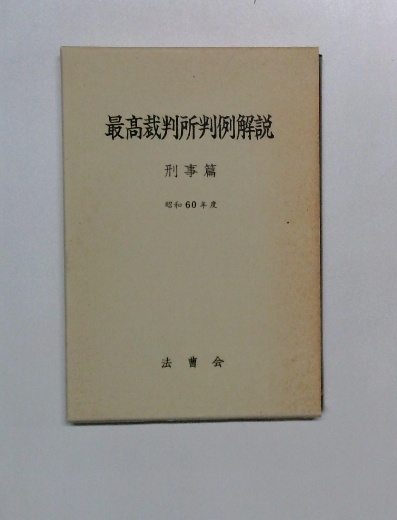 最高裁判所判例解説
刑事篇
昭和60年度
法曹会